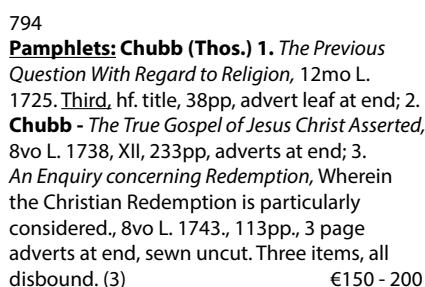 794
Pamphlets: Chubb (Thos.) 1. The Previous
Question With Regard to Religion, 12mo L.
1725. Third, hf. title, 38pp, advert leaf at end; 2.
Chubb - The True Gospel of Jesus Christ Asserted,
8vo L. 1738, XII, 233pp, adverts at end; 3.
An Enquiry concerning Redemption, Wherein
the Christian Redemption is particularly
considered., 8vo L. 1743., 113pp., 3 page
adverts at end, sewn uncut. Three items, all
disbound. (3) €150 - 200